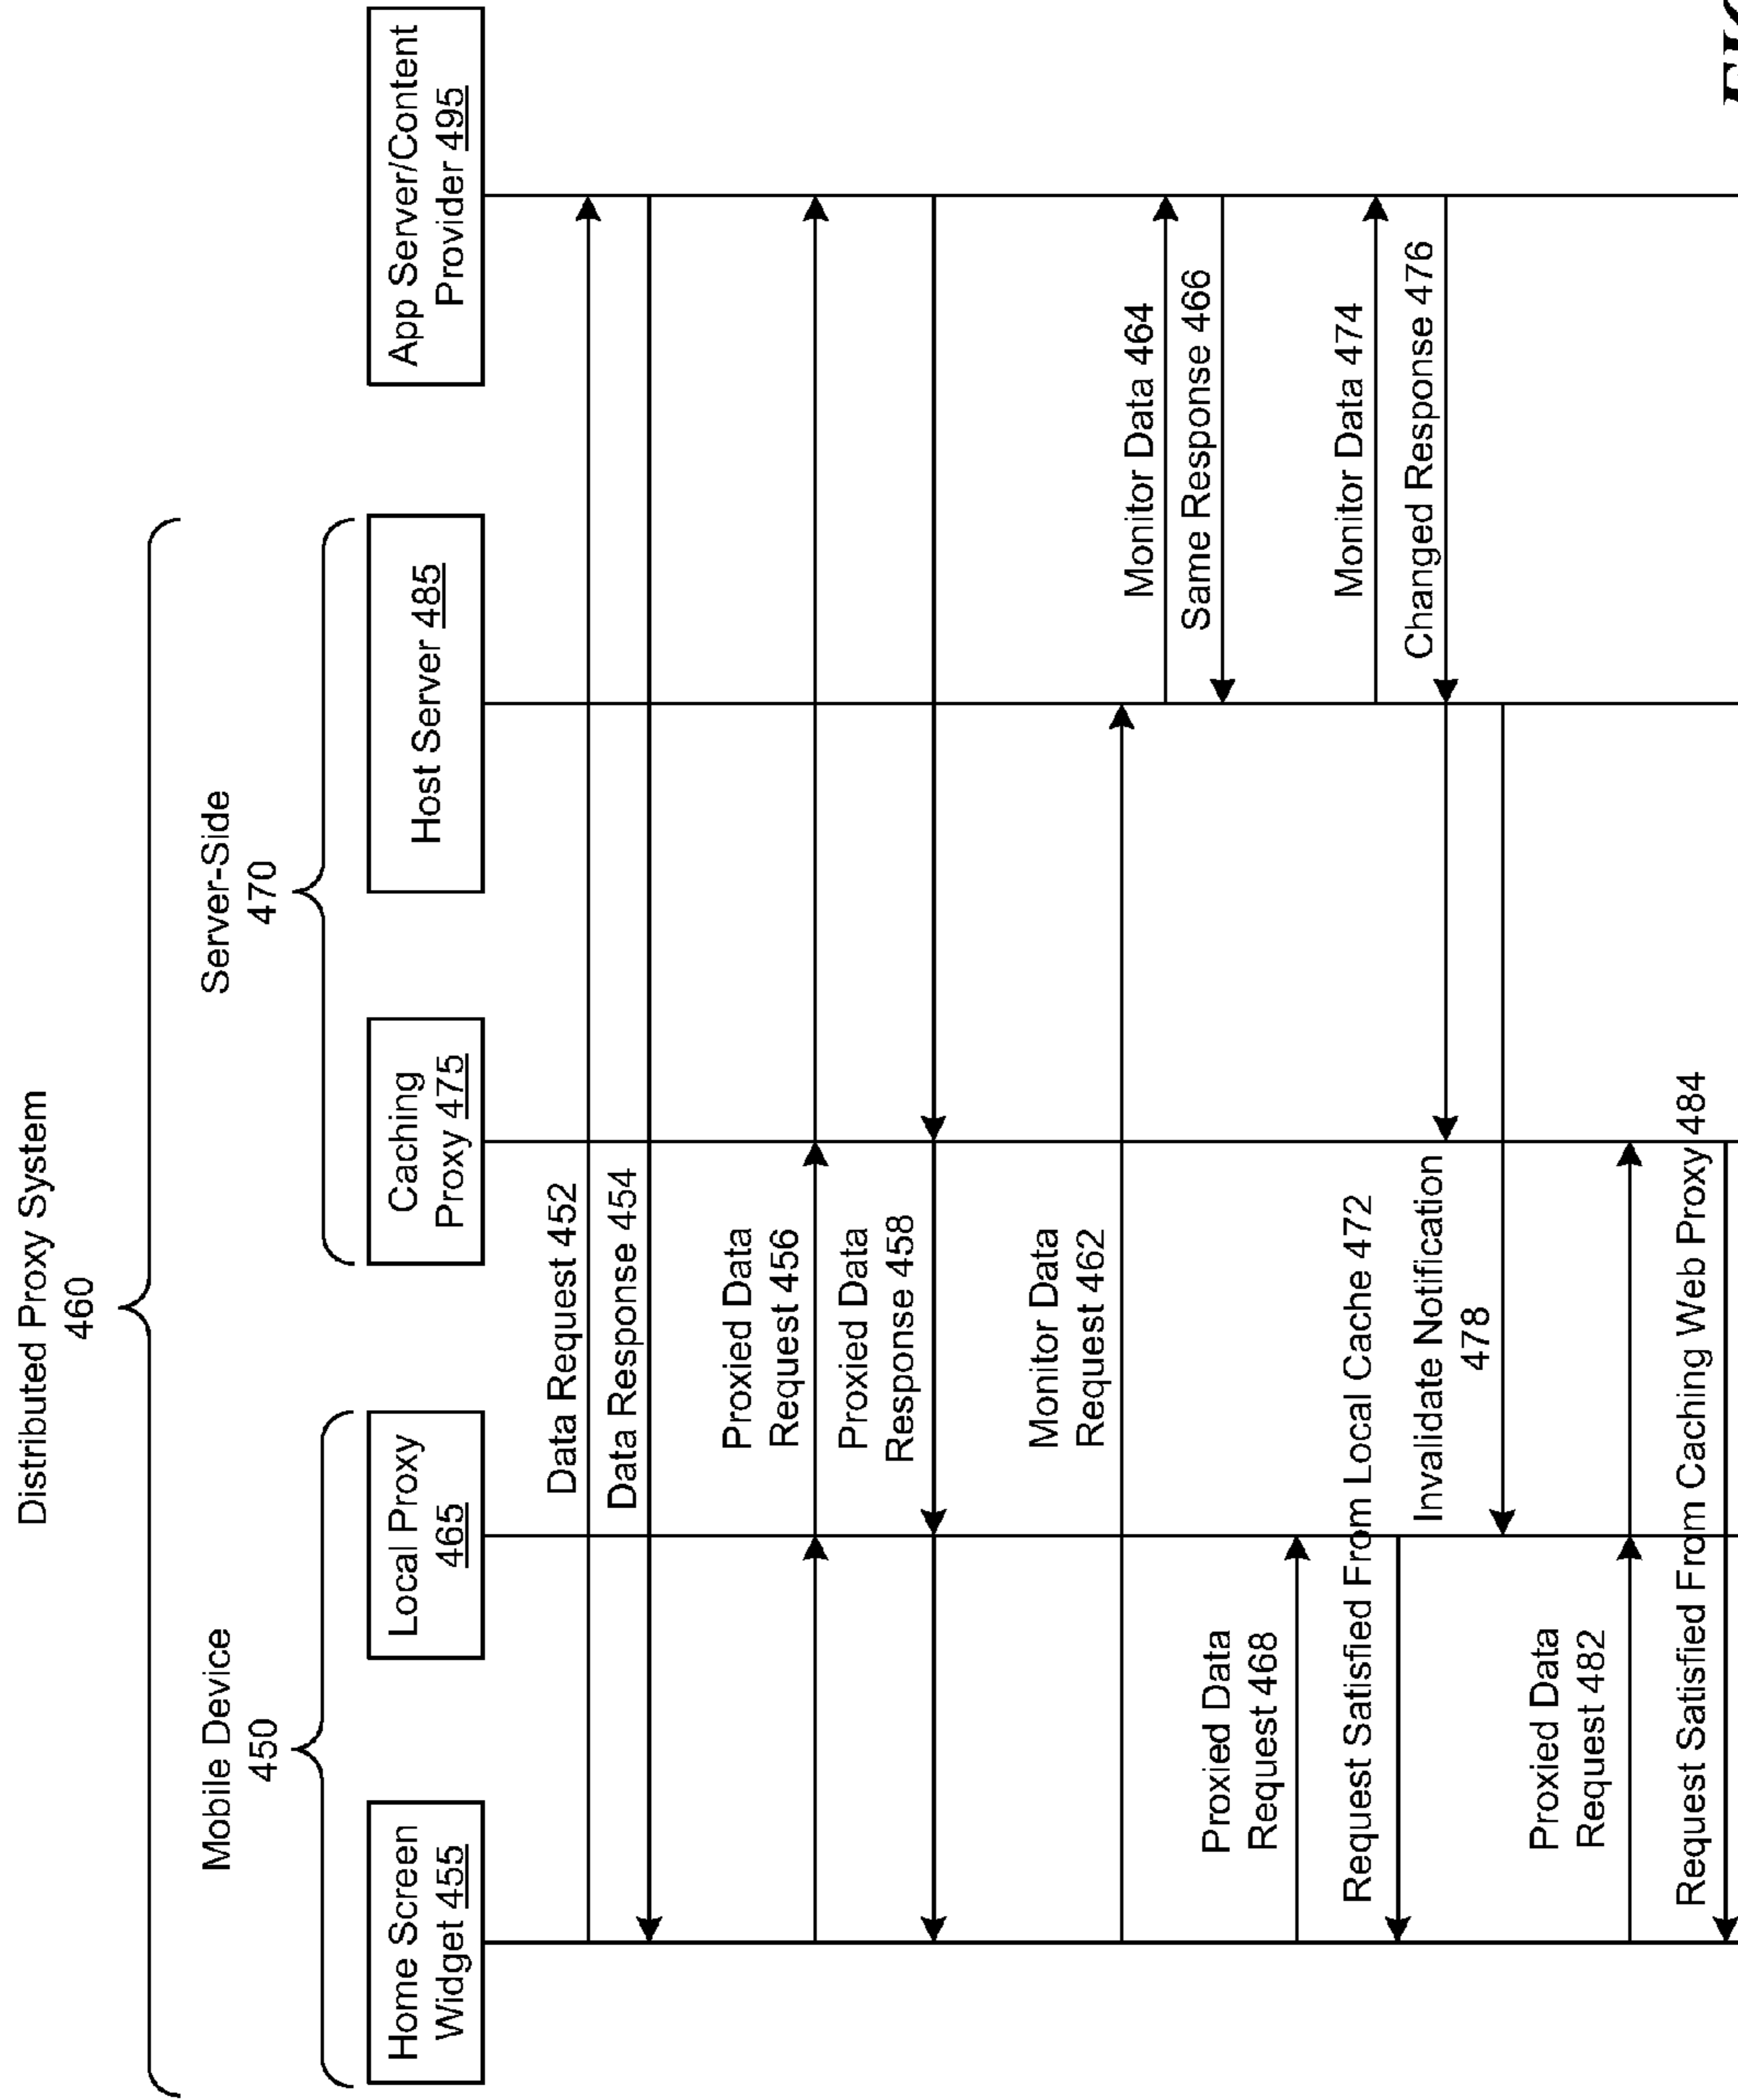 Distributed Proxy System
460
Mobile Device
450
Server-Side
470
Home Screen
Widget 455
Local Proxy
465
Caching
Proxy 475
Host Server 485
App Server/Content
Provider 495
Data Request 452
Data Response 454
Proxied Data
Request 456
Proxied Data
Response 458
Monitor Data
Request 462
Monitor Data 464
Same Response 466
Proxied Data
Request 468
Request Satisfied From Local Cache 472
Monitor Data 474
Changed Response 476
Invalidate Notification
478
Proxied Data
Request 482
Request Satisfied From Caching Web Proxy 484